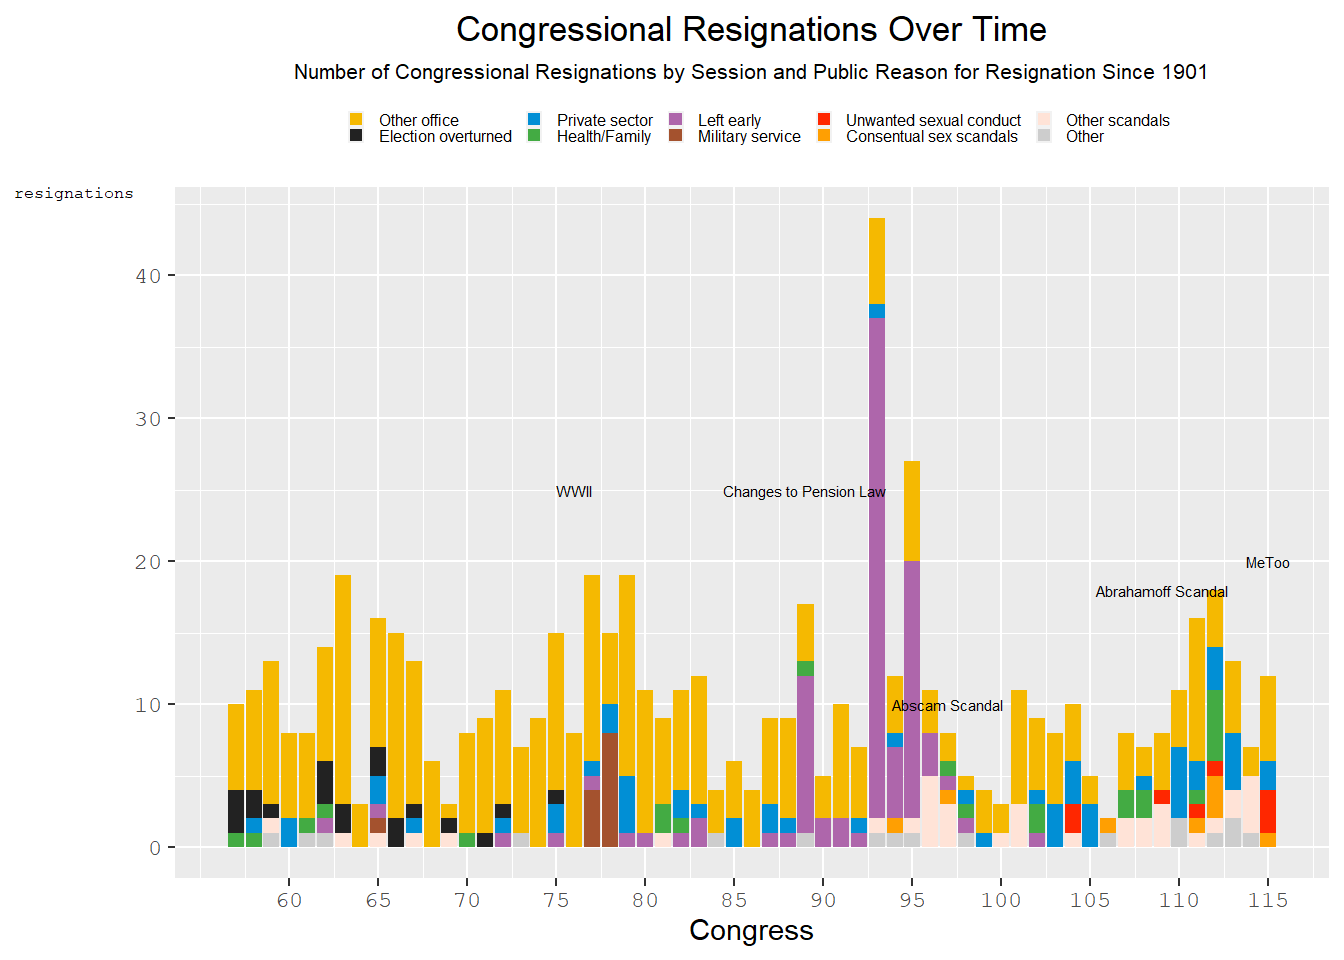 Congressional Resignations Over Time
Number of Congressional Resignations by Session and Public Reason for Resignation Since 1901
Other office Private sector Left early Unwanted sexual conduct Other scandals
Election overturned Health/Family Military service Consentual sex scandals Other
resignations
40
30
WWII Changes to Pension Law
20
MeToo
Abrahamoff Scandal
10
Abscam Scandal
0
60 65 70 75 80 85 90 95 100 105 110 115
Congress